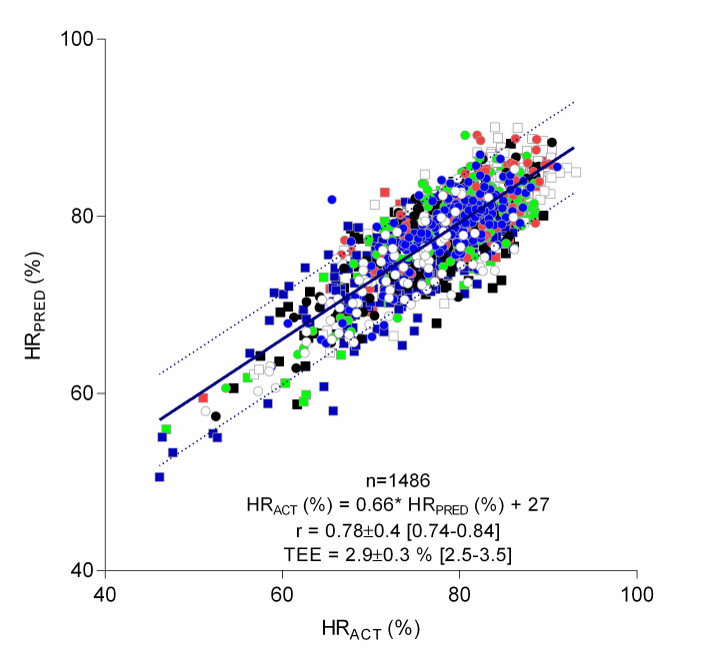 100
80
60
40
HRPRED (%)
n=1486
HRACT (%) = 0.66* HRPRED (%) + 27
r = 0.78±0.4 [0.74-0.84]
TEE = 2.9±0.3 % [2.5-3.5]
40 60 80 100
HRACT (%)